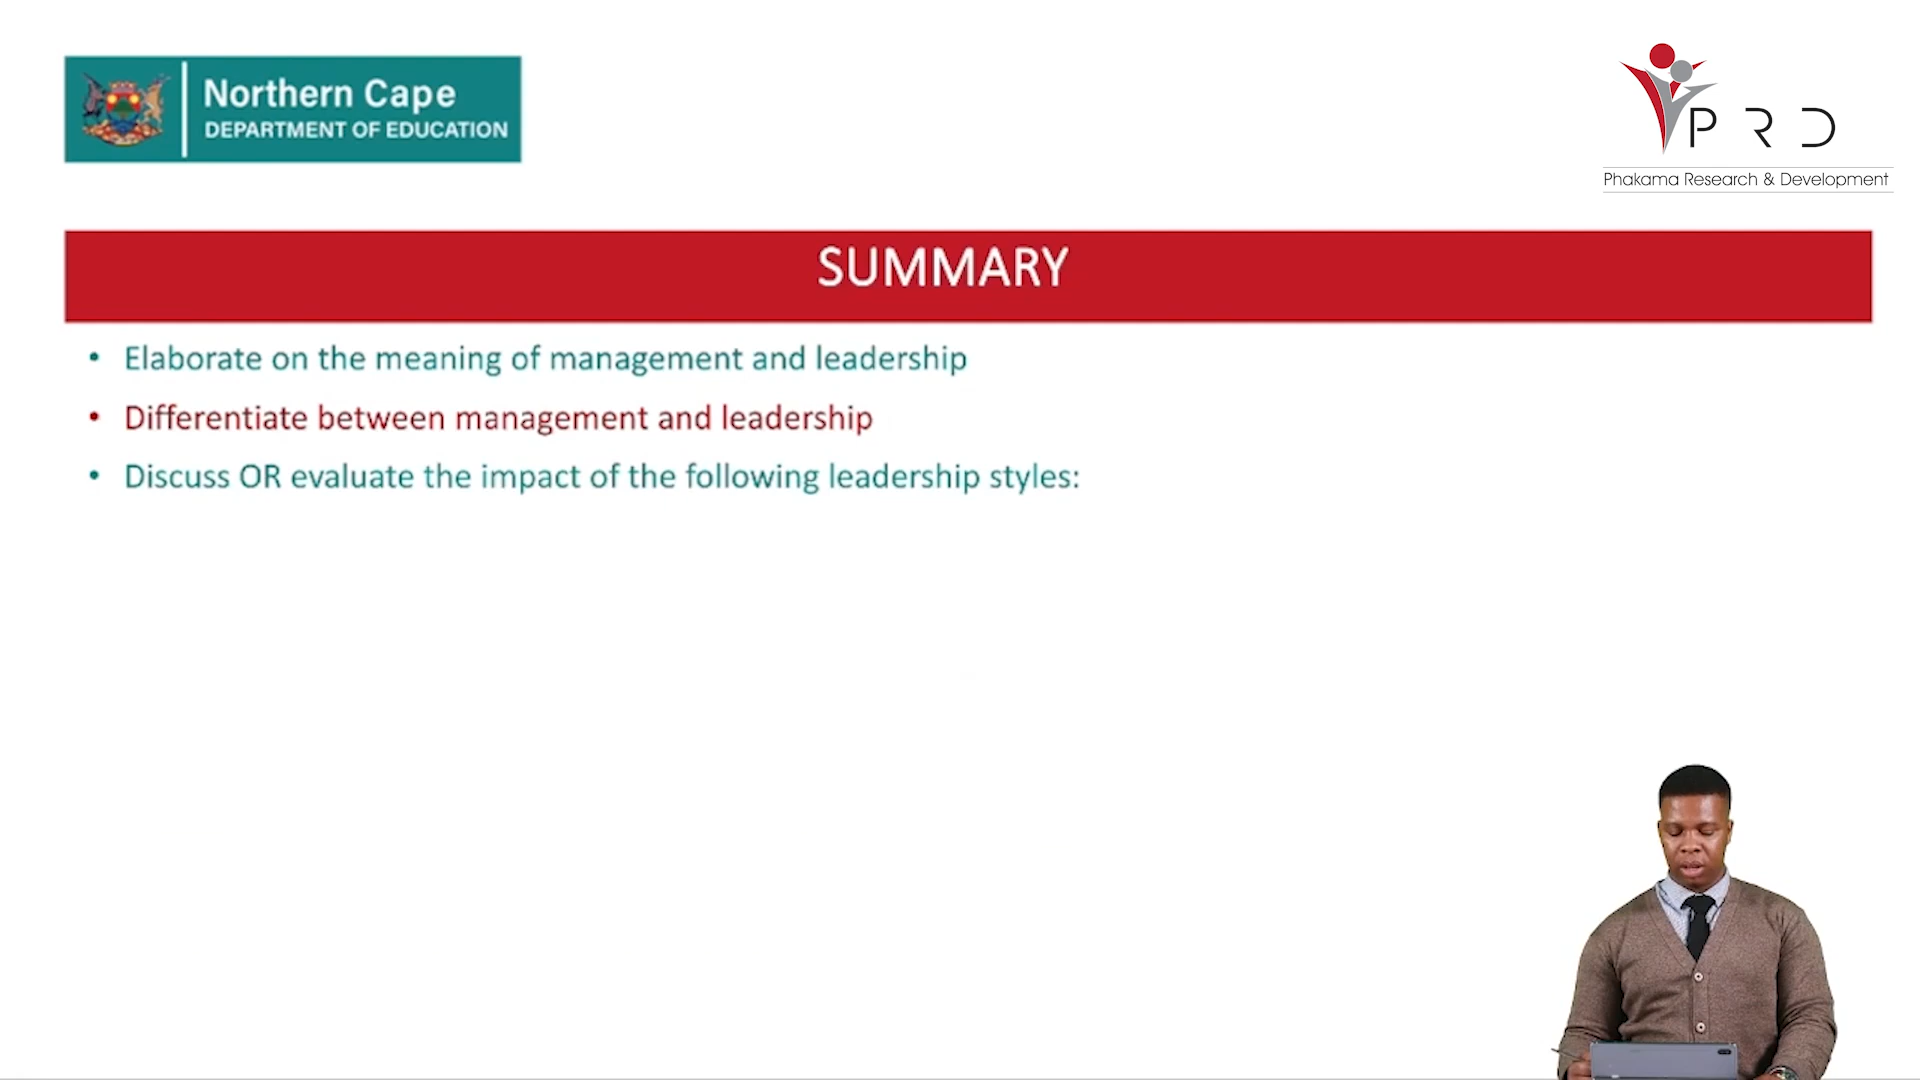 Northern Cape
DEPARTMENT OF EDUCATION
P R D
Phakama Research & Development
SUMMARY
• Elaborate on the meaning of management and leadership
• Differentiate between management and leadership
• Discuss OR evaluate the impact of the following leadership styles: